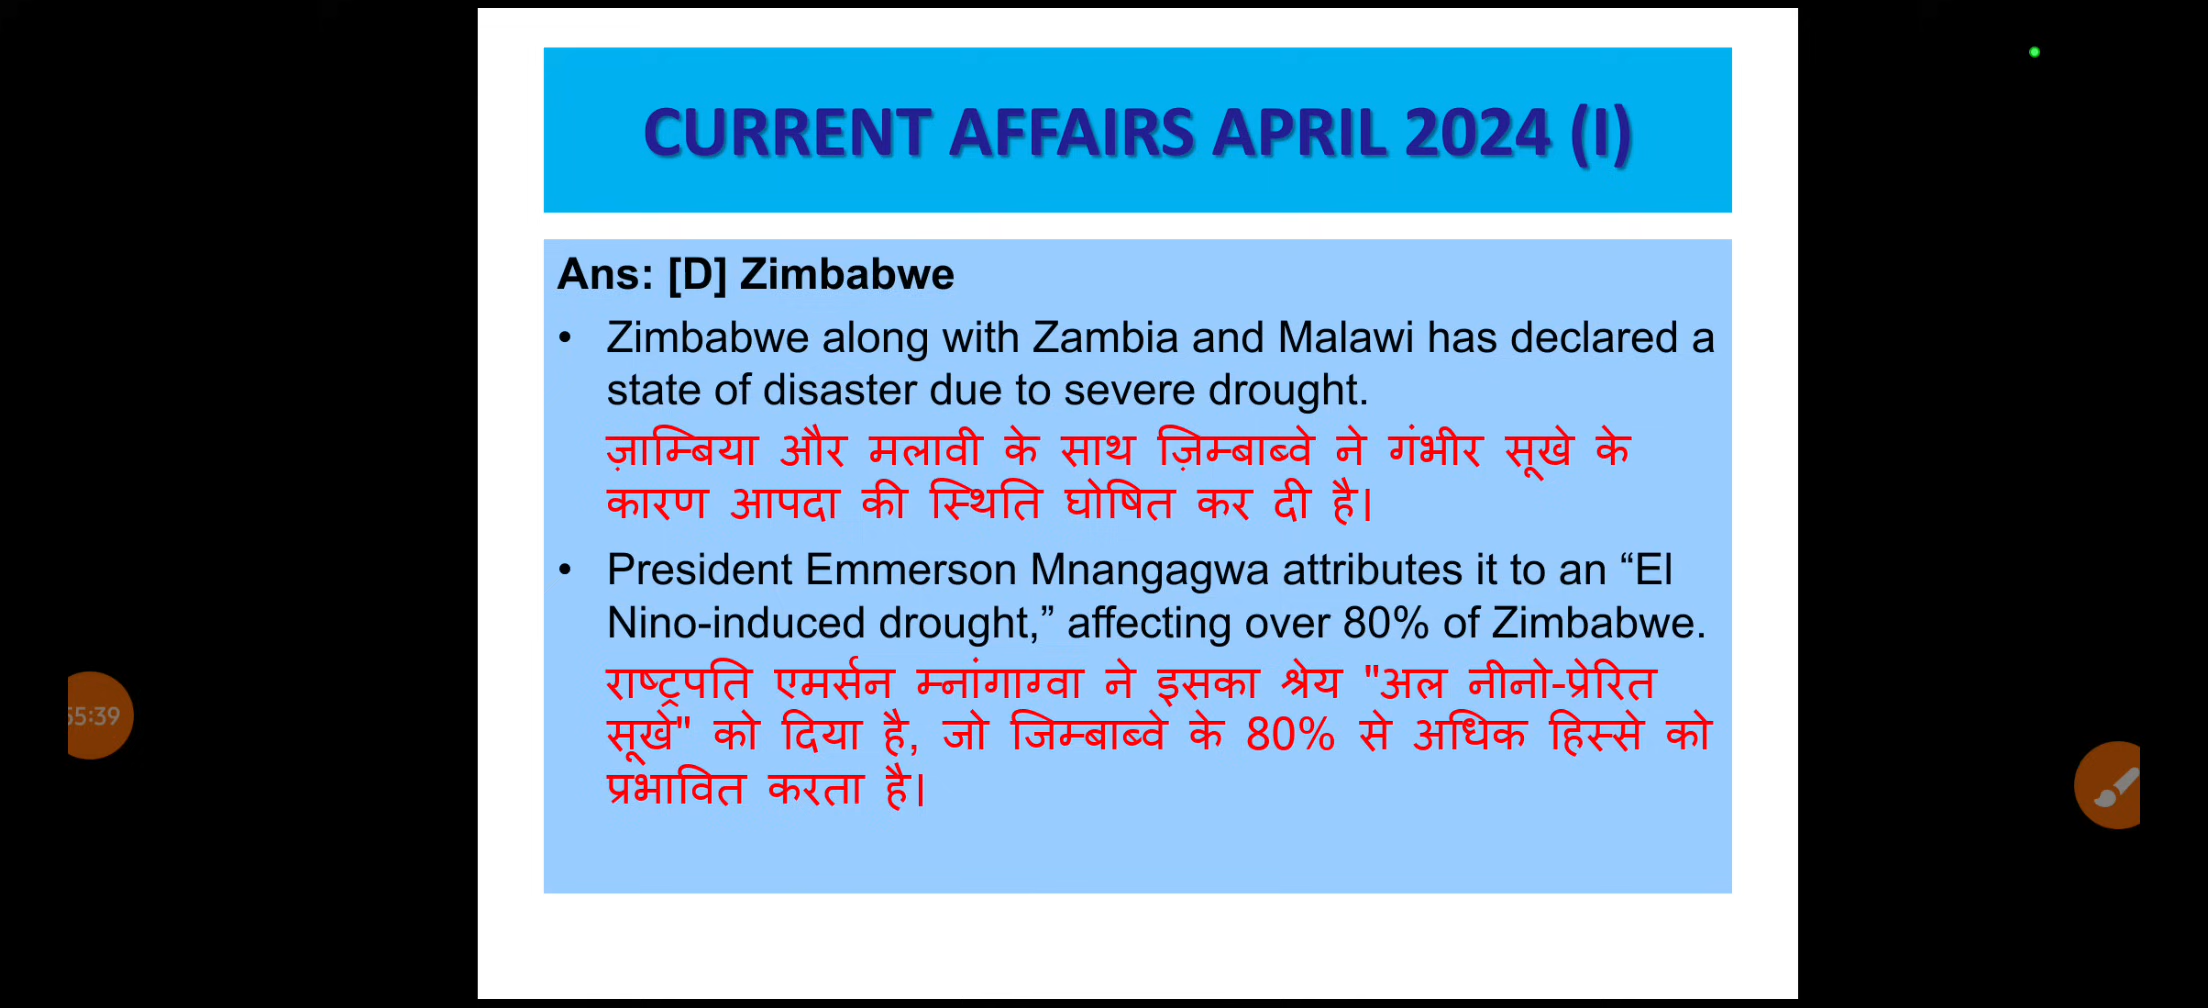 CURRENT AFFAIRS APRIL 2024 (I)
Ans: [D] Zimbabwe
• Zimbabwe along with Zambia and Malawi has declared a
state of disaster due to severe drought.
ज़ाम्बिया और मलावी के साथ ज़िम्बाब्वे ने गंभीर सूखे के
कारण आपदा की स्थिति घोषित कर दी है।
• President Emmerson Mnangagwa attributes it to an “El
Nino-induced drought,” affecting over 80% of Zimbabwe.
राष्ट्रपति एमर्सन म्नांगाग्वा ने इसका श्रेय "अल नीनो-प्रेरित
सूखे" को दिया है, जो जिम्बाब्वे के 80% से अधिक हिस्से को
प्रभावित करता है।
55:39